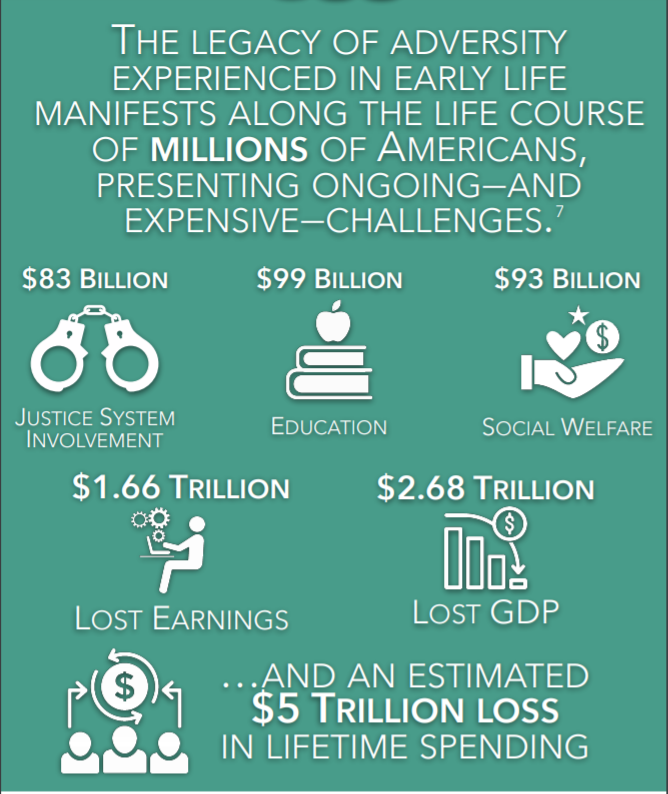 THE LEGACY OF ADVERSITY
EXPERIENCED IN EARLY LIFE
MANIFESTS ALONG THE LIFE COURSE
OF MILLIONS OF AMERICANS,
PRESENTING ONGOING—AND
EXPENSIVE—CHALLENGES.7
$83 BILLION
JUSTICE SYSTEM
INVOLVEMENT
$99 BILLION
EDUCATION
$93 BILLION
$
SOCIAL WELFARE
$1.66 TRILLION
LOST EARNINGS
$2.68 TRILLION
$
LOST GDP
$
...AND AN ESTIMATED
$5 TRILLION LOSS
IN LIFETIME SPENDING